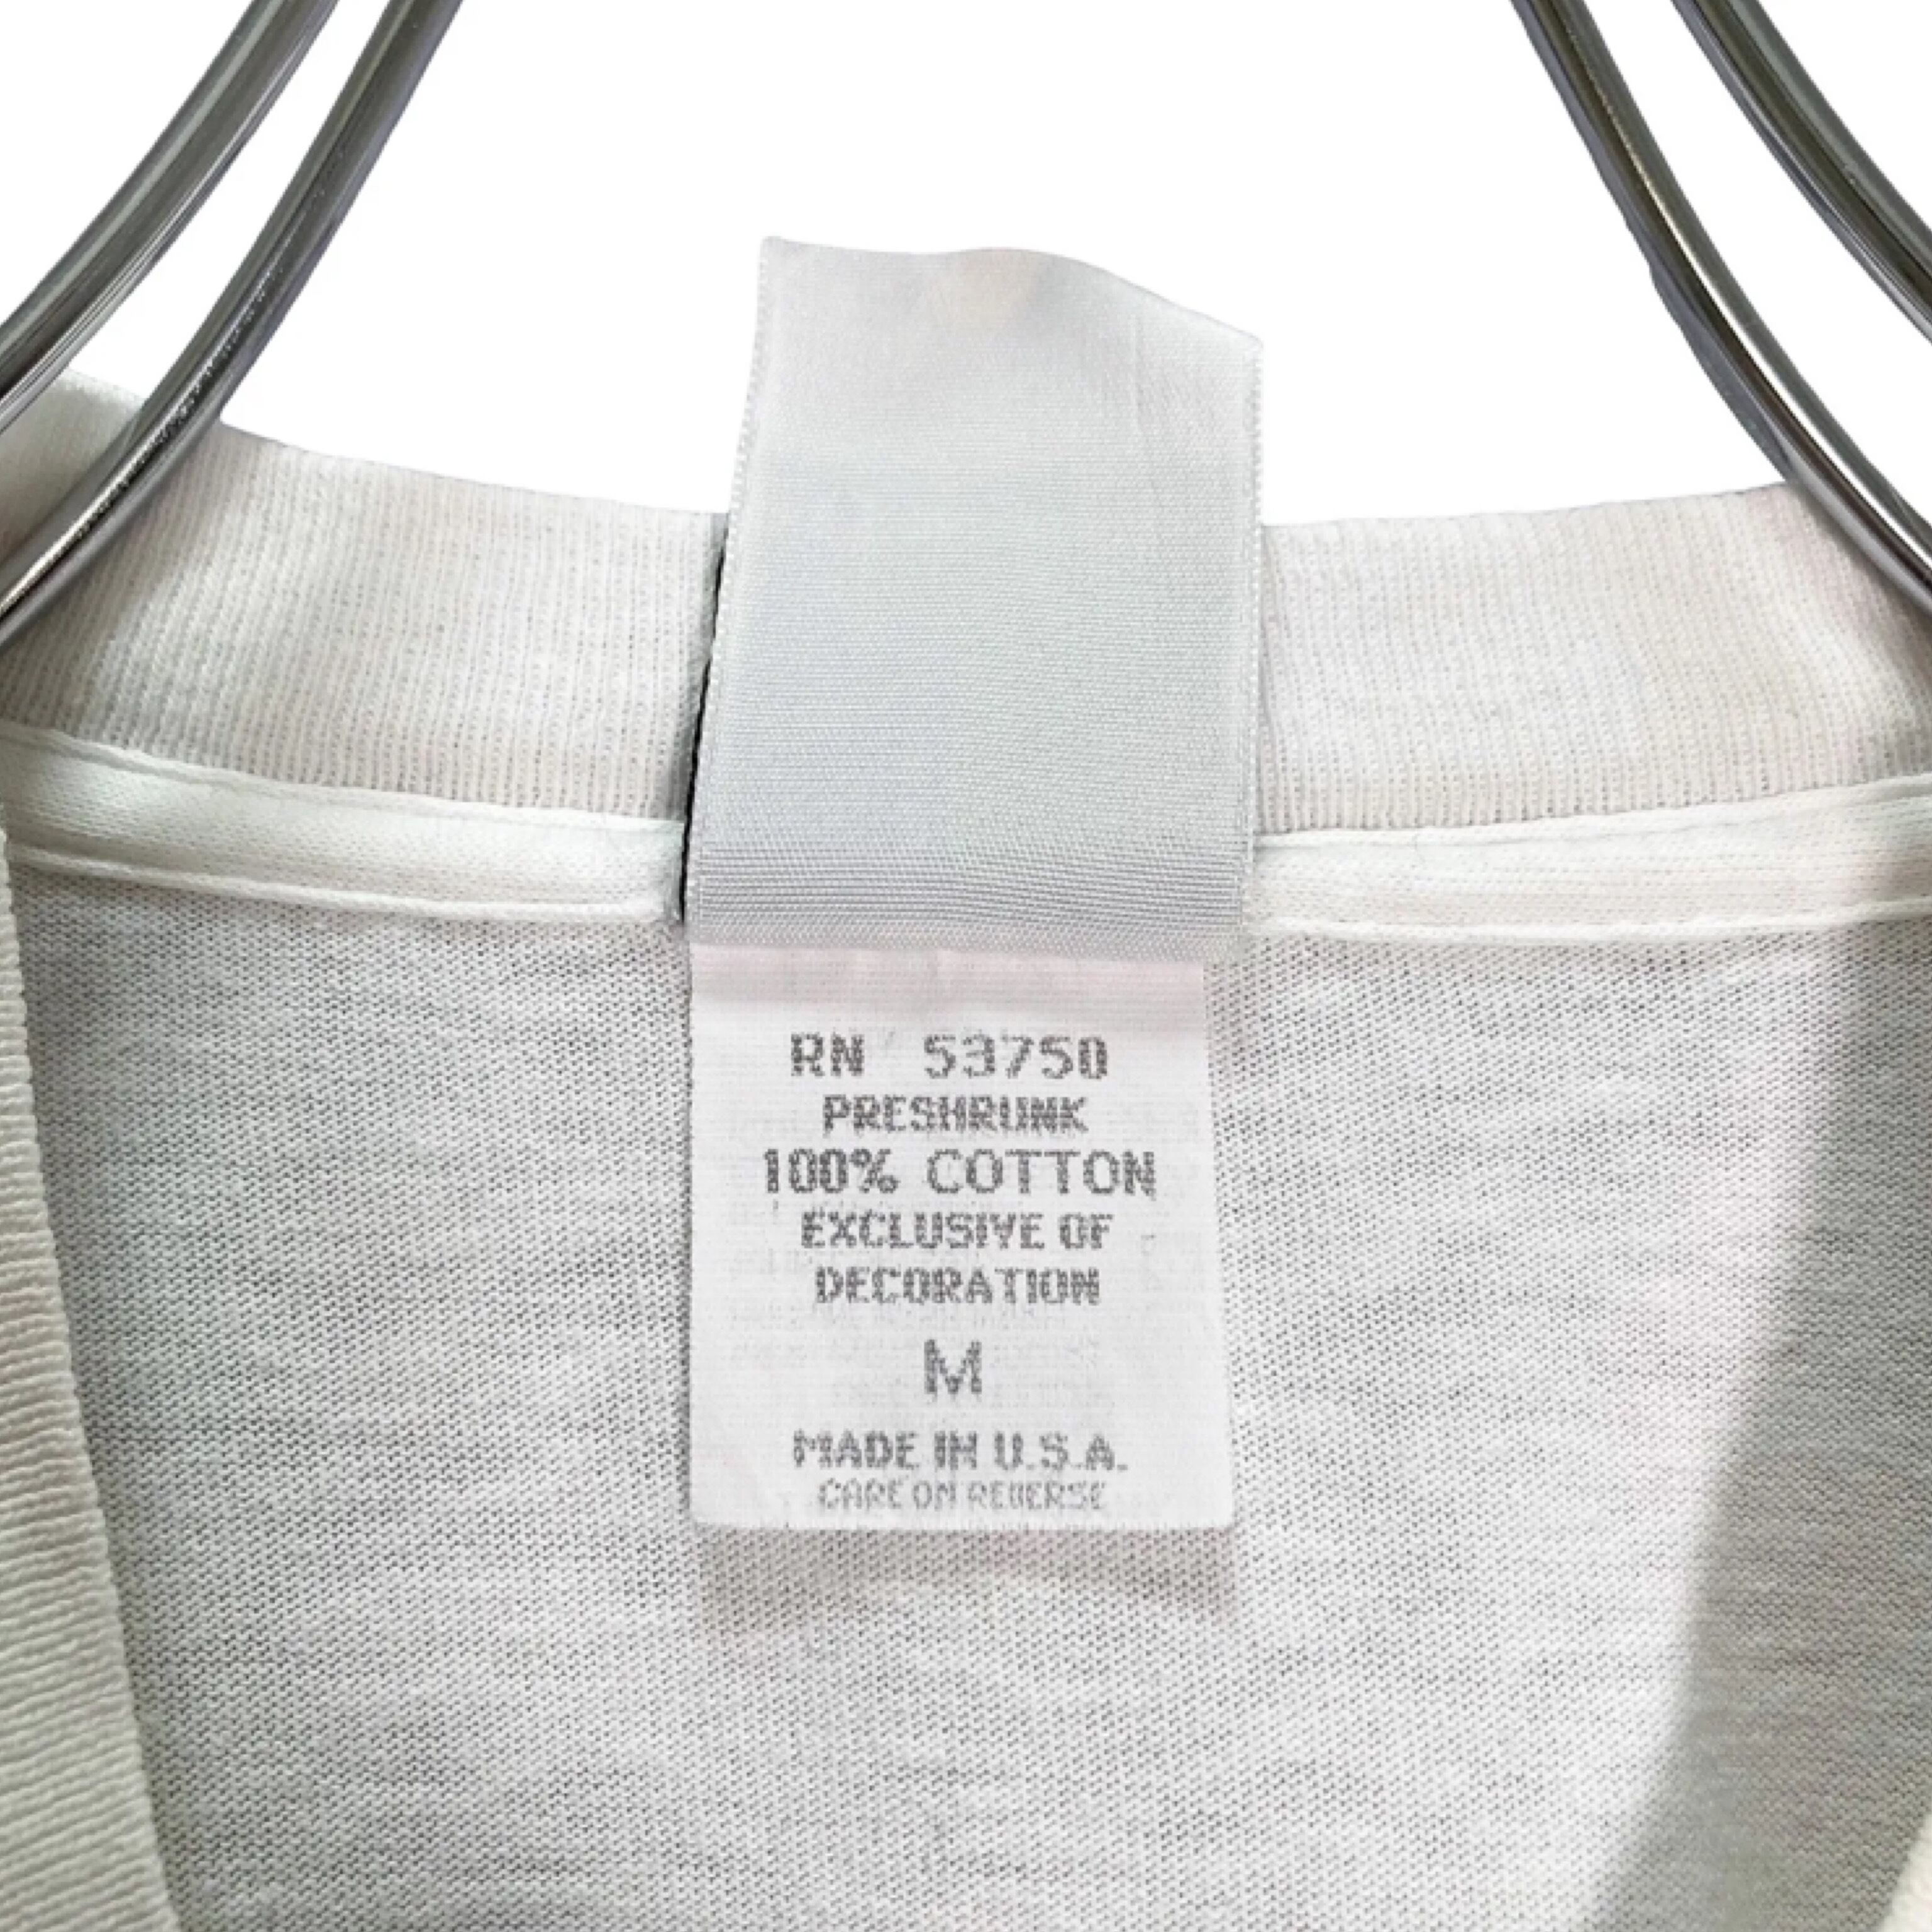 RN 53750
PRESHRUNK
100% COTTON
EXCLUSIVE OF
DECORATION
M
MADE IN U.S.A.
CARE ON REVERSE